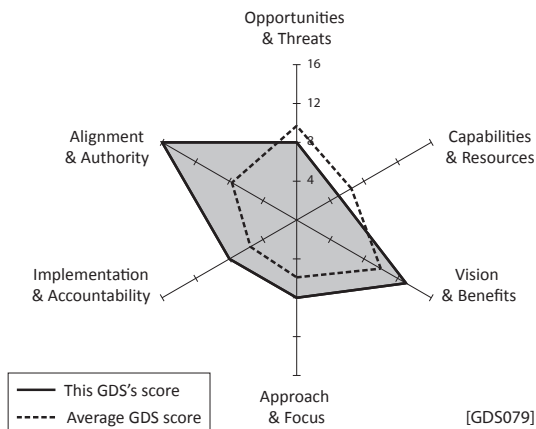 Opportunities
& Threats
16
12
8
4
Alignment
& Authority
Capabilities
& Resources
Implementation
& Accountability
Vision
& Benefits
Approach
& Focus
This GDS's score
Average GDS score
[GDS079]